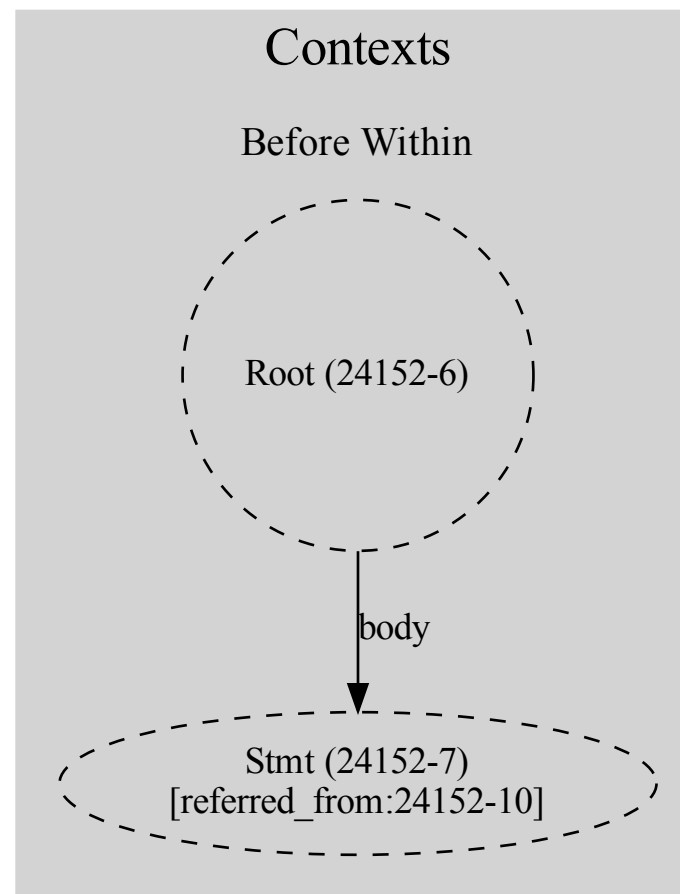 Contexts
Before Within
Root (24152-6)
body
Stmt (24152-7)
[referred_from:24152-10]